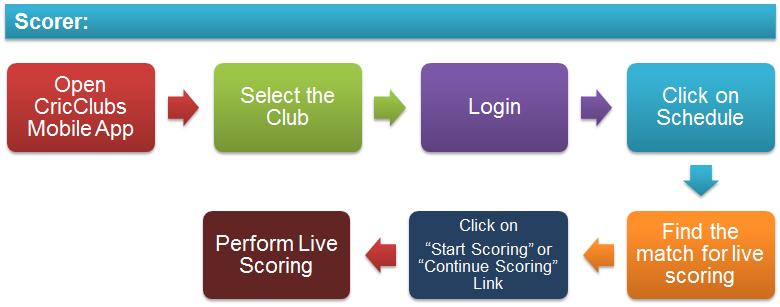 Scorer:
Open
CricClubs
Mobile App
Select the
Club
Login
Click on
Schedule
Find the
match for live
scoring
Click on
“Start Scoring” or
“Continue Scoring”
Link
Perform Live
Scoring